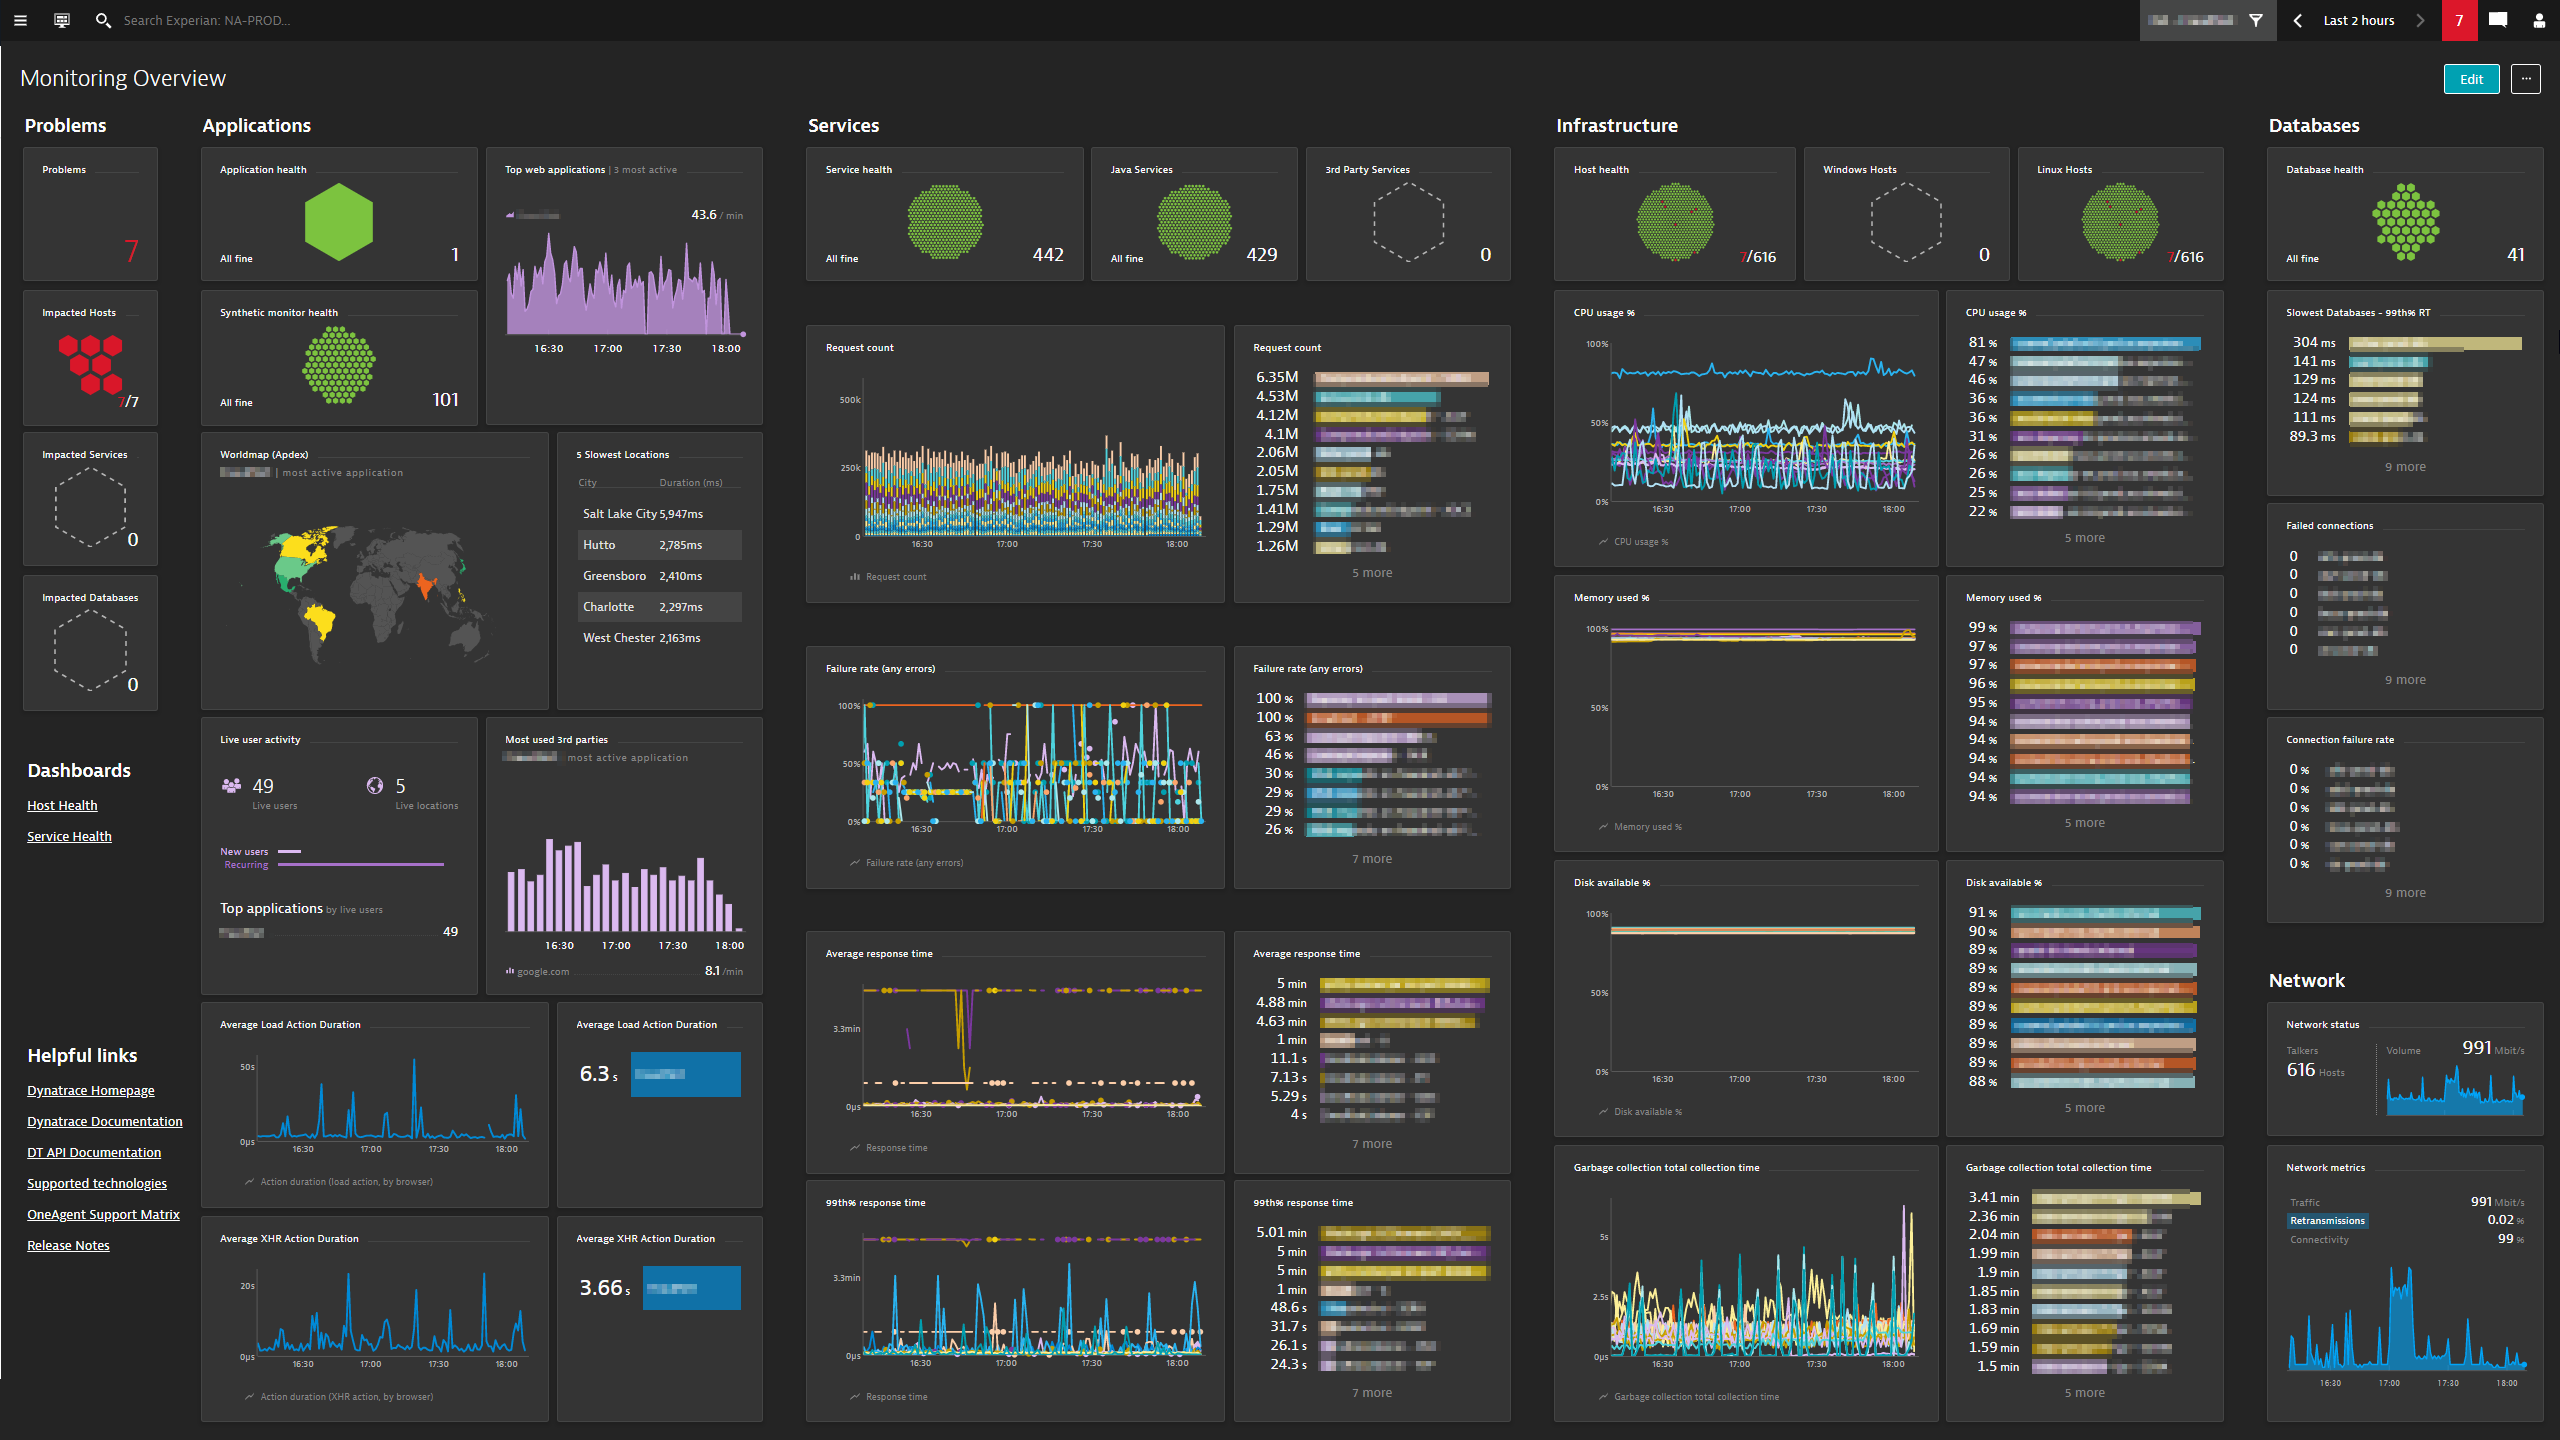 Search Experian: NA-PROD...
Last 2 hours
7
Monitoring Overview
Edit
...
Problems
Problems
7
Impacted Hosts
7/7
Impacted Services
0
Impacted Databases
0
Dashboards
Host Health
Service Health
Helpful links
Dynatrace Homepage
Dynatrace Documentation
DT API Documentation
Supported technologies
OneAgent Support Matrix
Release Notes
Applications
Application health
All fine
1
Top web applications | 3 most active
43.6 / min
16:30 17:00 17:30 18:00
Synthetic monitor health
All fine
101
Worldmap (Apdex)
| most active application
5 Slowest Locations
City Duration (ms)
Salt Lake City 5,947ms
Hutto 2,785ms
Greensboro 2,410ms
Charlotte 2,297ms
West Chester 2,163ms
Live user activity
49
Live users
5
Live locations
New users
Recurring
Top applications by live users
49
Most used 3rd parties
most active application
16:30 17:00 17:30 18:00
google.com 8.1 /min
Average Load Action Duration
50s
0µs
16:30 17:00 17:30 18:00
Action duration (load action, by browser)
Average Load Action Duration
6.3 s
Average XHR Action Duration
20s
0µs
16:30 17:00 17:30 18:00
Action duration (XHR action, by browser)
Average XHR Action Duration
3.66 s
Services
Service health
All fine
442
Java Services
All fine
429
3rd Party Services
0
Request count
500k
250k
0
16:30 17:00 17:30 18:00
Request count
Request count
6.35M
4.53M
4.12M
4.1M
2.06M
2.05M
1.75M
1.41M
1.29M
1.26M
5 more
Failure rate (any errors)
100%
50%
0%
16:30 17:00 17:30 18:00
Failure rate (any errors)
Failure rate (any errors)
100 %
100 %
63 %
46 %
30 %
29 %
29 %
26 %
7 more
Average response time
3.3min
0µs
16:30 17:00 17:30 18:00
Response time
Average response time
5 min
4.88 min
4.63 min
1 min
11.1 s
7.13 s
5.29 s
4 s
7 more
99th% response time
3.3min
0µs
16:30 17:00 17:30 18:00
Response time
99th% response time
5.01 min
5 min
5 min
1 min
48.6 s
31.7 s
26.1 s
24.3 s
7 more
Infrastructure
Host health
7/616
Windows Hosts
0
Linux Hosts
7/616
CPU usage %
100%
50%
0%
16:30 17:00 17:30 18:00
CPU usage %
CPU usage %
81 %
47 %
46 %
36 %
36 %
31 %
26 %
26 %
25 %
22 %
5 more
Memory used %
100%
50%
0%
16:30 17:00 17:30 18:00
Memory used %
Memory used %
99 %
97 %
97 %
96 %
95 %
94 %
94 %
94 %
94 %
94 %
5 more
Disk available %
100%
50%
0%
16:30 17:00 17:30 18:00
Disk available %
Disk available %
91 %
90 %
89 %
89 %
89 %
89 %
89 %
89 %
89 %
88 %
5 more
Garbage collection total collection time
5s
2.5s
0µs
16:30 17:00 17:30 18:00
Garbage collection total collection time
Garbage collection total collection time
3.41 min
2.36 min
2.04 min
1.99 min
1.9 min
1.85 min
1.83 min
1.69 min
1.59 min
1.5 min
5 more
Databases
Database health
All fine
41
Slowest Databases - 99th% RT
304 ms
141 ms
129 ms
124 ms
111 ms
89.3 ms
9 more
Failed connections
0
0
0
0
0
0
9 more
Connection failure rate
0 %
0 %
0 %
0 %
0 %
0 %
9 more
Network
Network status
Talkers
616 Hosts
Volume 991 Mbit/s
Network metrics
Traffic 991 Mbit/s
Retransmissions 0.02 %
Connectivity 99 %
16:30 17:00 17:30 18:00